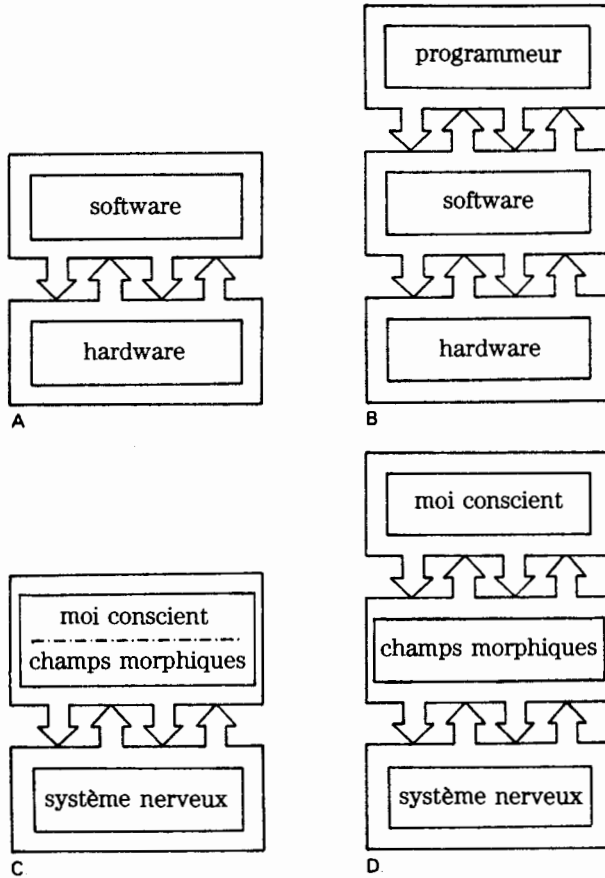 software
hardware
A
programmeur
software
hardware
B
moi conscient
champs morphiques
système nerveux
C
moi conscient
champs morphiques
système nerveux
D